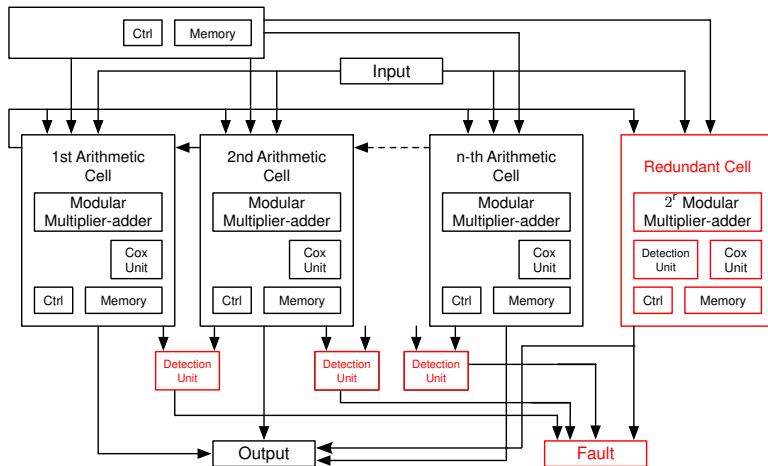 Ctrl
Memory
Input
1st Arithmetic
Cell
Modular
Multiplier-adder
Cox
Unit
Ctrl
Memory
2nd Arithmetic
Cell
Modular
Multiplier-adder
Cox
Unit
Ctrl
Memory
n-th Arithmetic
Cell
Modular
Multiplier-adder
Cox
Unit
Ctrl
Memory
Redundant Cell
2^r Modular
Multiplier-adder
Detection
Unit
Cox
Unit
Ctrl
Memory
Detection
Unit
Detection
Unit
Detection
Unit
Output
Fault